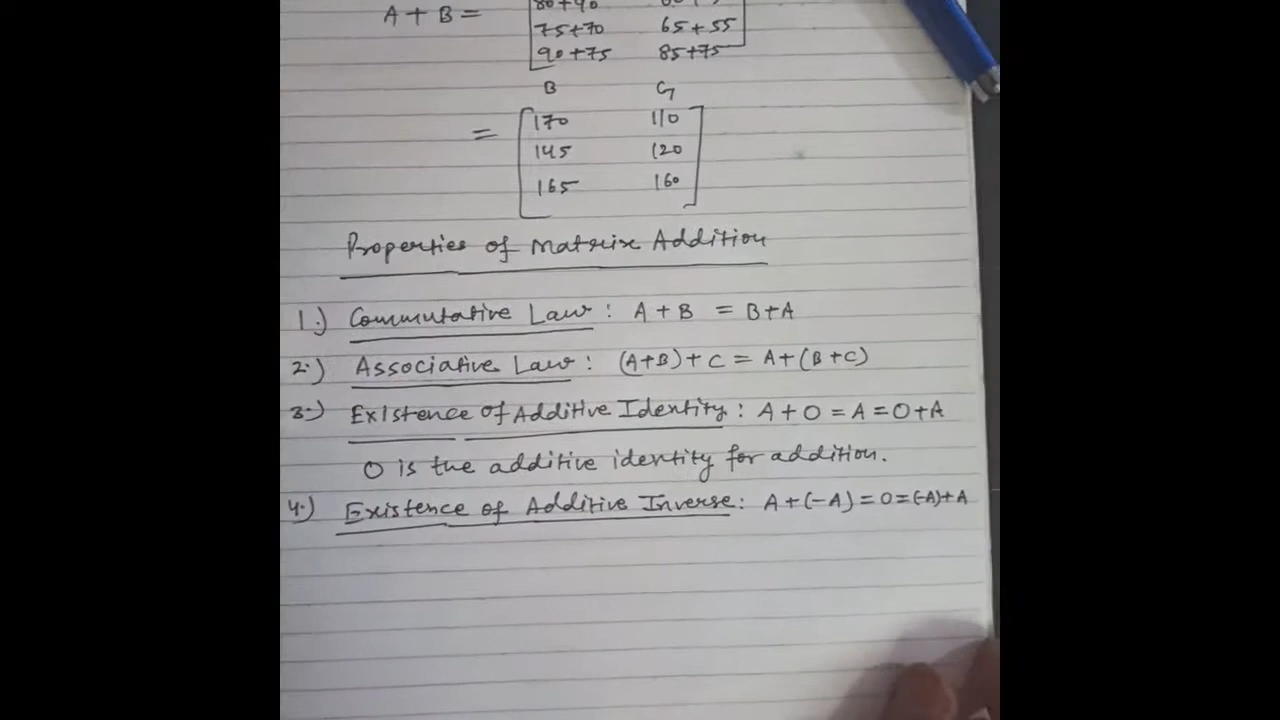 A + B =
80+90
75+70 65+55
90+75 85+75
B G
= 170 110
145 120
165 160
Properties of Matrix Addition
1.) Commutative Law : A + B = B+A
2.) Associative Law : (A+B)+C = A+(B+C)
3.) Existence of Additive Identity : A + O = A = O+A
O is the additive identity for addition.
4.) Existence of Additive Inverse : A + (-A) = O = (-A)+A